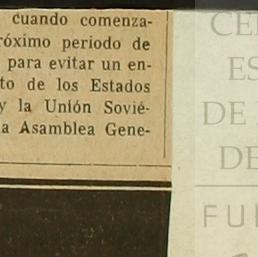 cuando comenza-
róximo periodo de
para evitar un en-
to de los Estados
y la Unión Sovié-
a Asamblea Gene-
CE
ES
DE
DE
FU